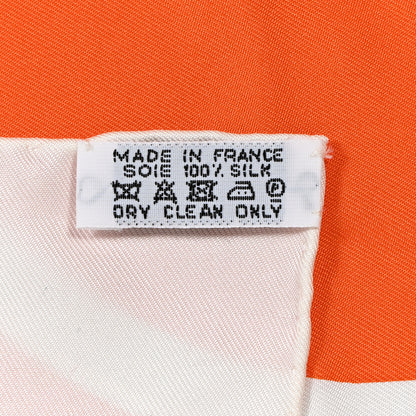 MADE IN FRANCE
SOIE 100% SILK
P
DRY CLEAN ONLY